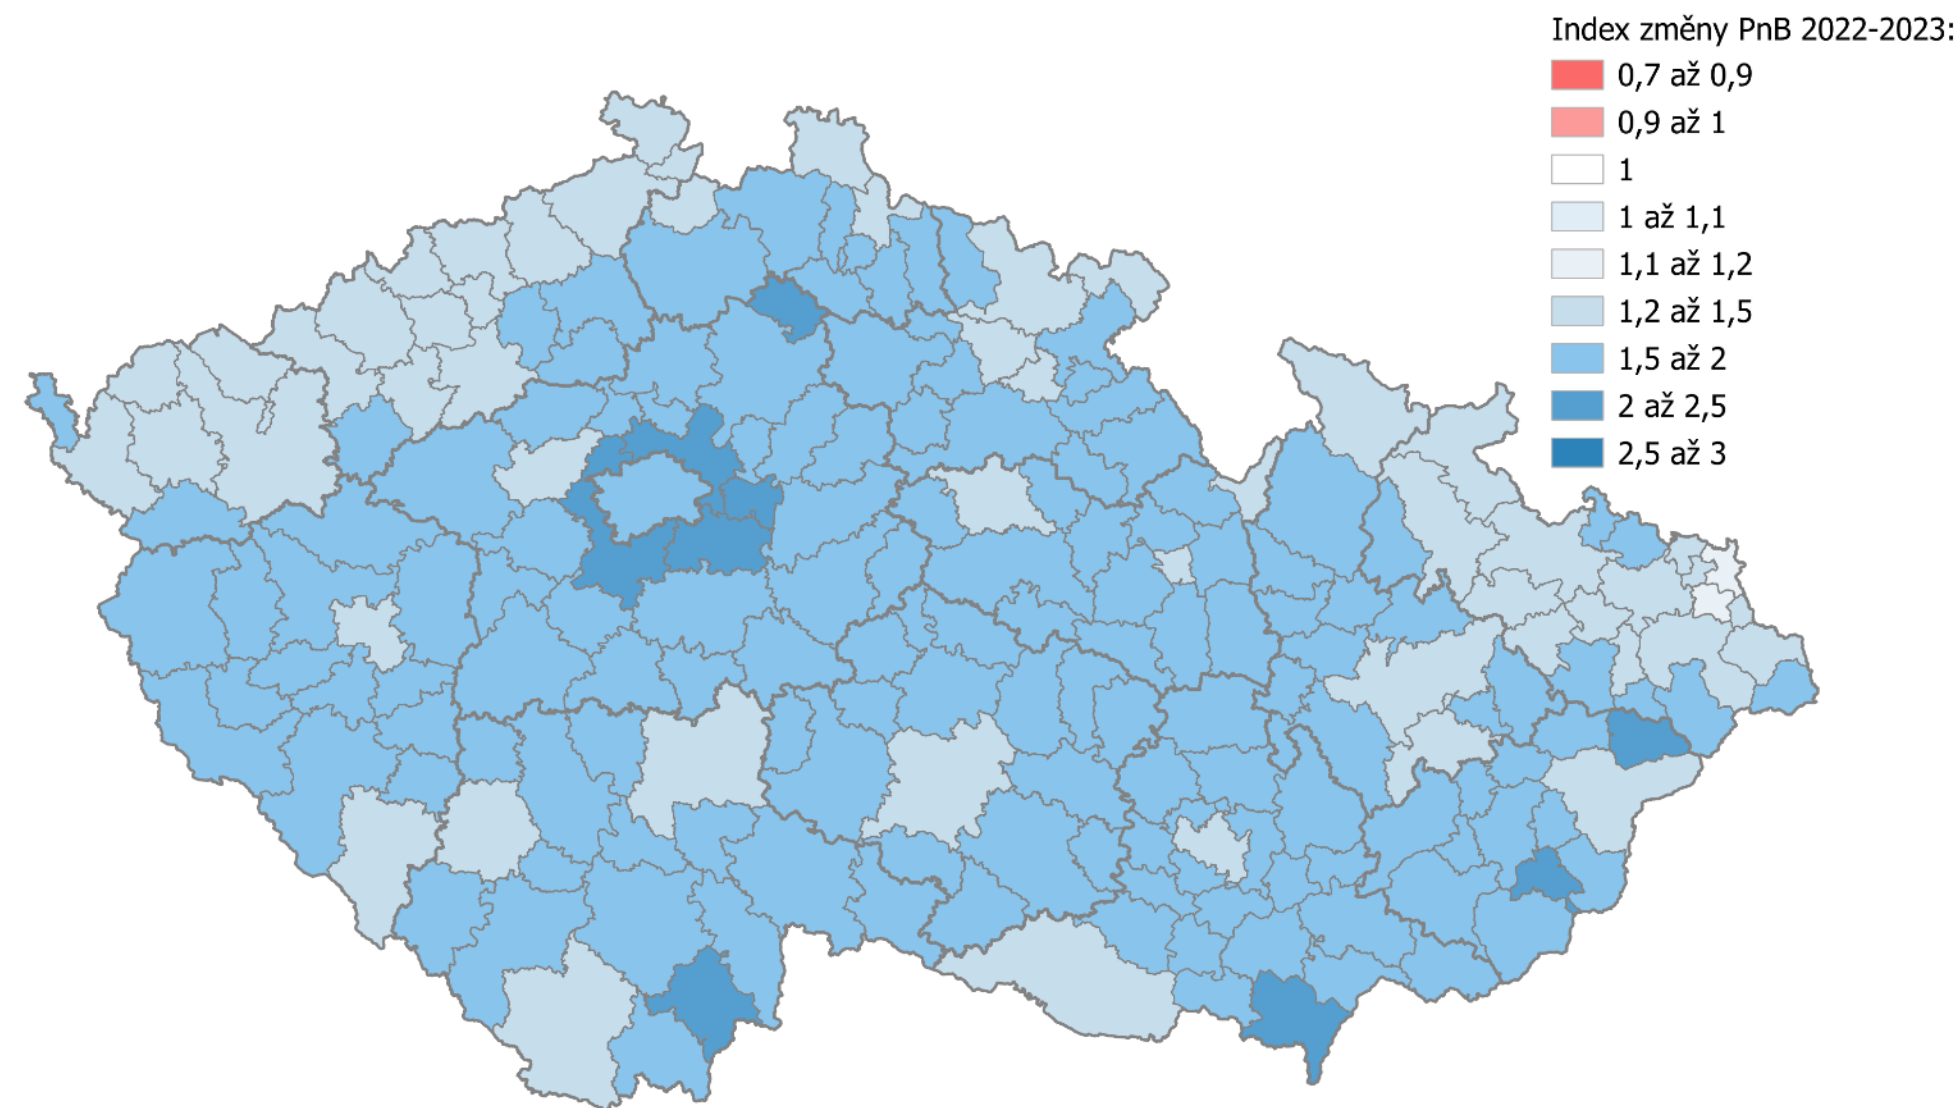 Index změny PnB 2022-2023:
0,7 až 0,9
0,9 až 1
1
1 až 1,1
1,1 až 1,2
1,2 až 1,5
1,5 až 2
2 až 2,5
2,5 až 3